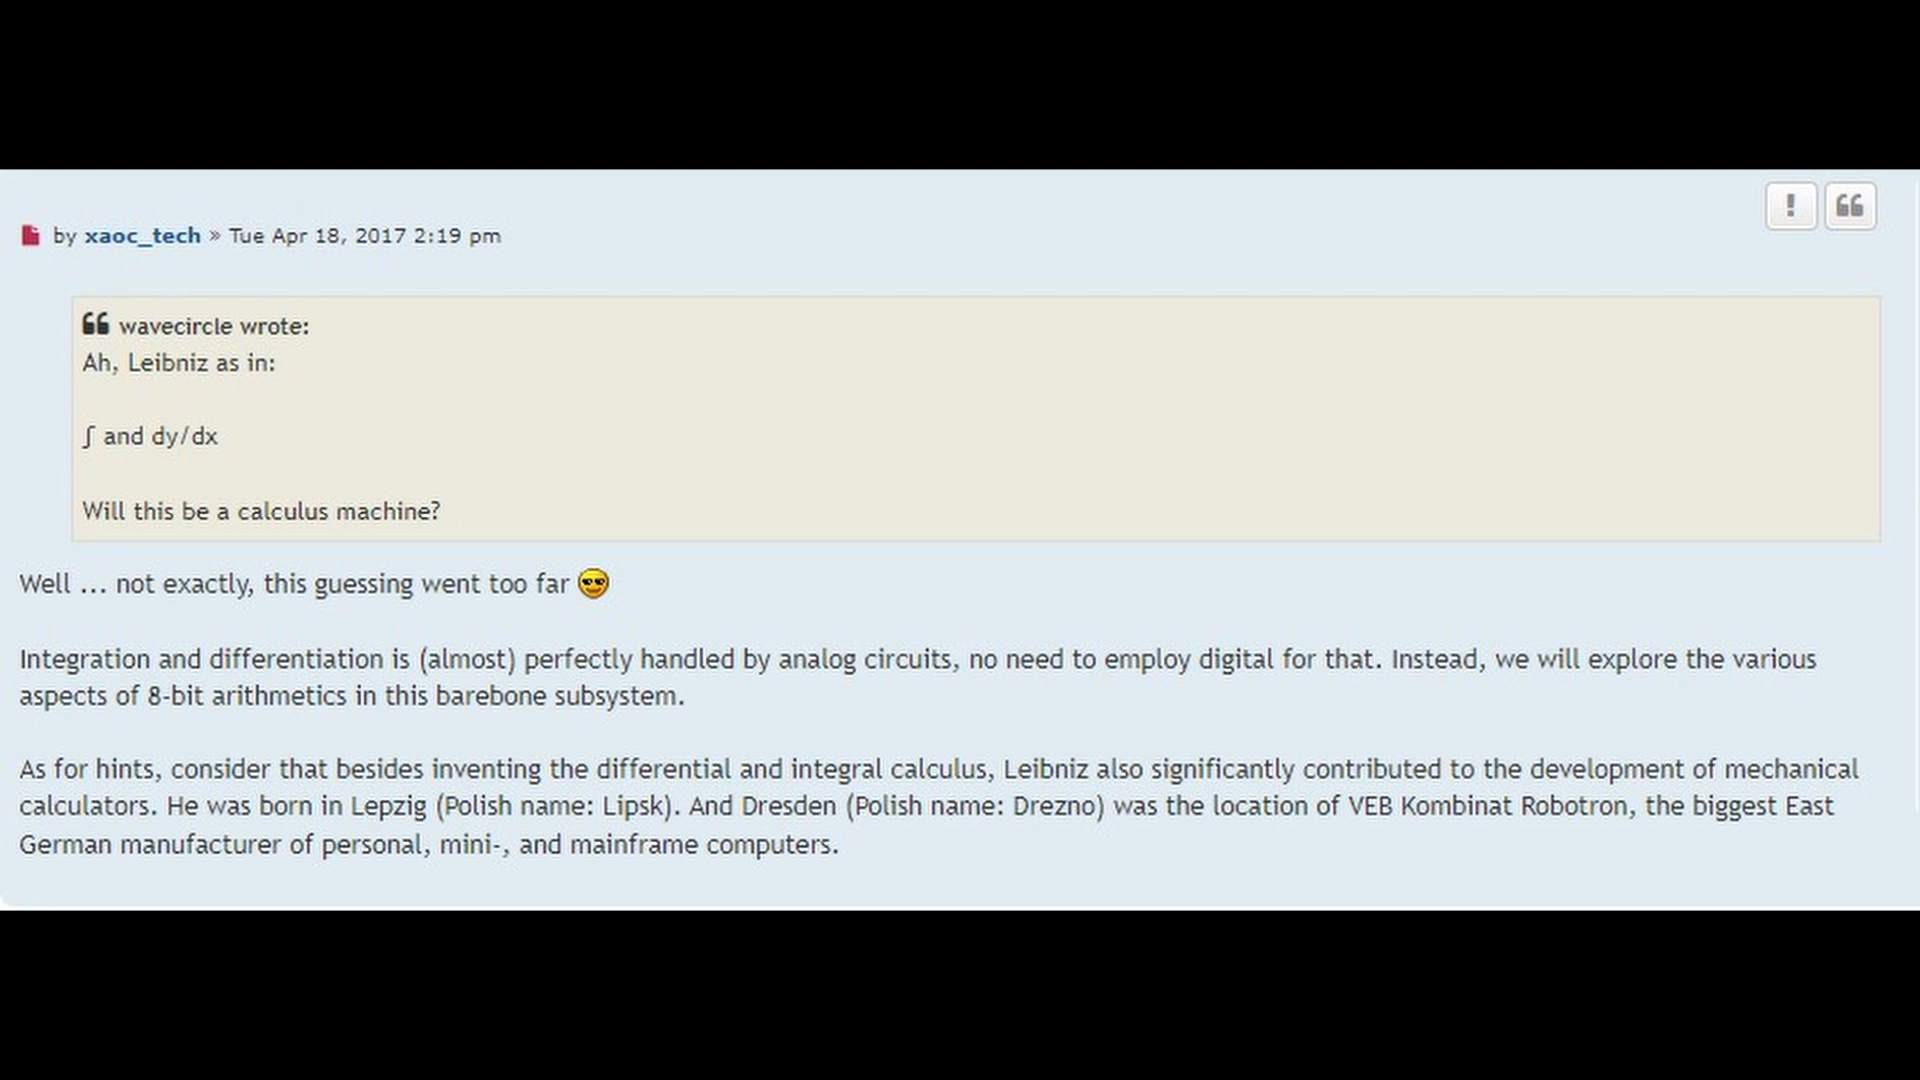 by xaoc_tech » Tue Apr 18, 2017 2:19 pm
wavecircle wrote:
Ah, Leibniz as in:
∫ and dy/dx
Will this be a calculus machine?
Well ... not exactly, this guessing went too far
Integration and differentiation is (almost) perfectly handled by analog circuits, no need to employ digital for that. Instead, we will explore the various
aspects of 8-bit arithmetics in this barebone subsystem.
As for hints, consider that besides inventing the differential and integral calculus, Leibniz also significantly contributed to the development of mechanical
calculators. He was born in Lepzig (Polish name: Lipsk). And Dresden (Polish name: Drezno) was the location of VEB Kombinat Robotron, the biggest East
German manufacturer of personal, mini-, and mainframe computers.